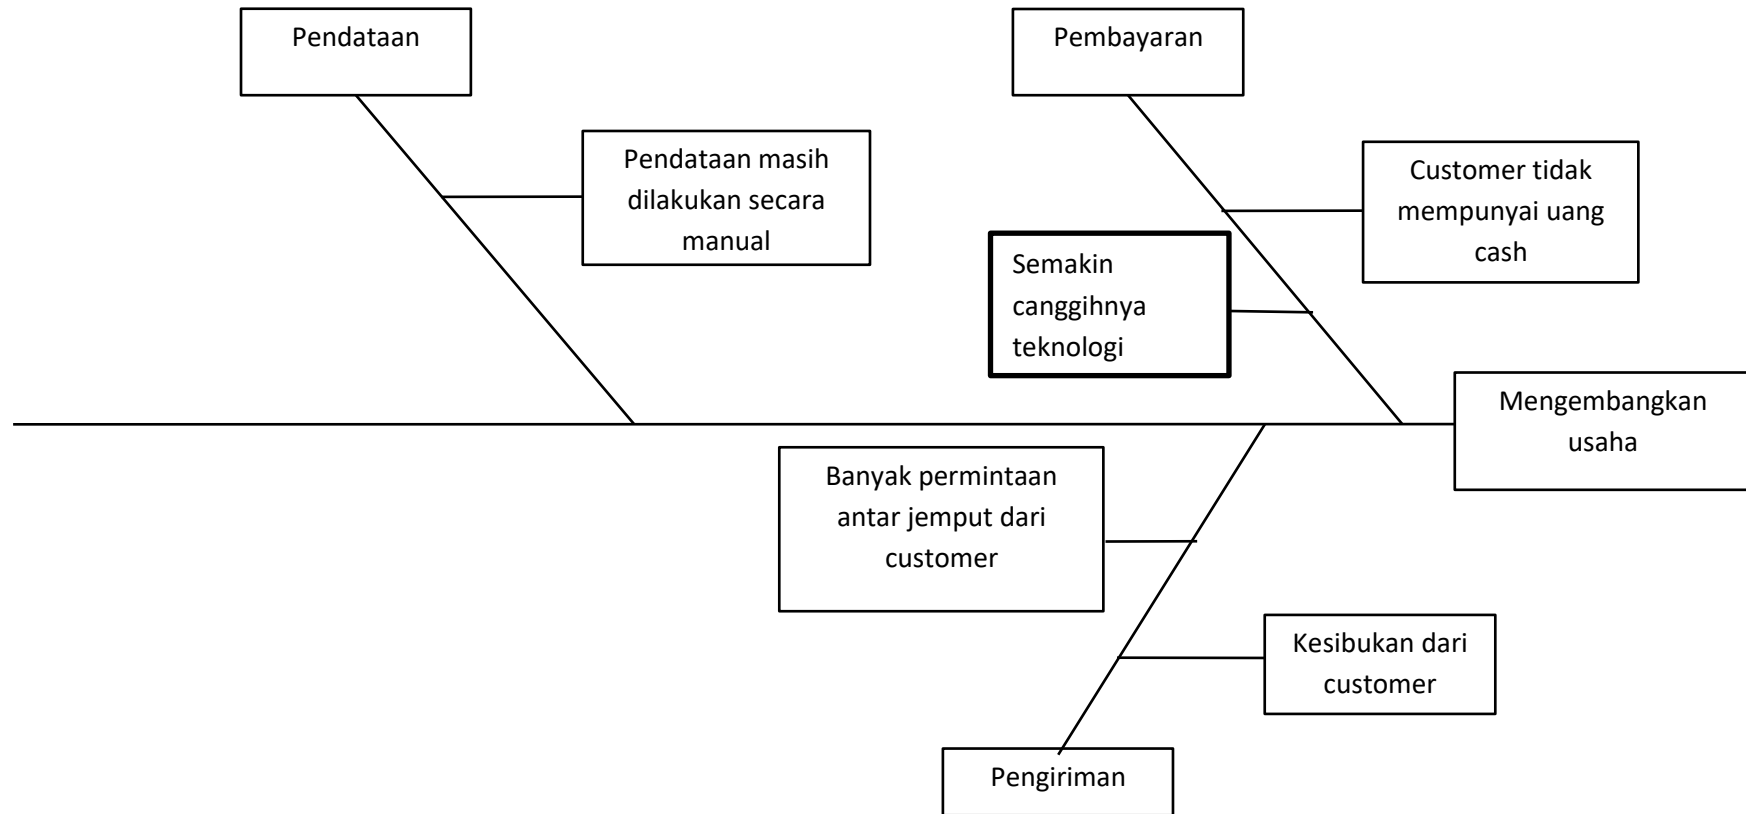 Pendataan
Pembayaran
Pendataan masih
dilakukan secara
manual
Customer tidak
mempunyai uang
cash
Semakin
canggihnya
teknologi
Mengembangkan
usaha
Banyak permintaan
antar jemput dari
customer
Kesibukan dari
customer
Pengiriman